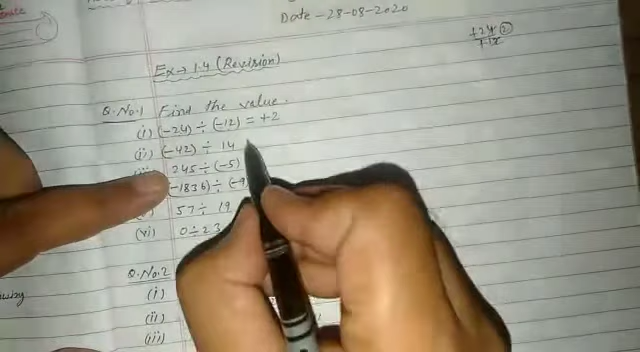 Date - 28-08-2020
+24 2
+12
Ex → 1.4 (Revision)
Q.No.1 Find the value.
(i) (-24) ÷ (-12) = +2
(ii) (-42) ÷ 14
245 ÷ (-5)
(-1836) ÷ (-9
57 ÷ 19
(vi) 0 ÷ 23
Q.No.2
(i)
(ii)
(iii)